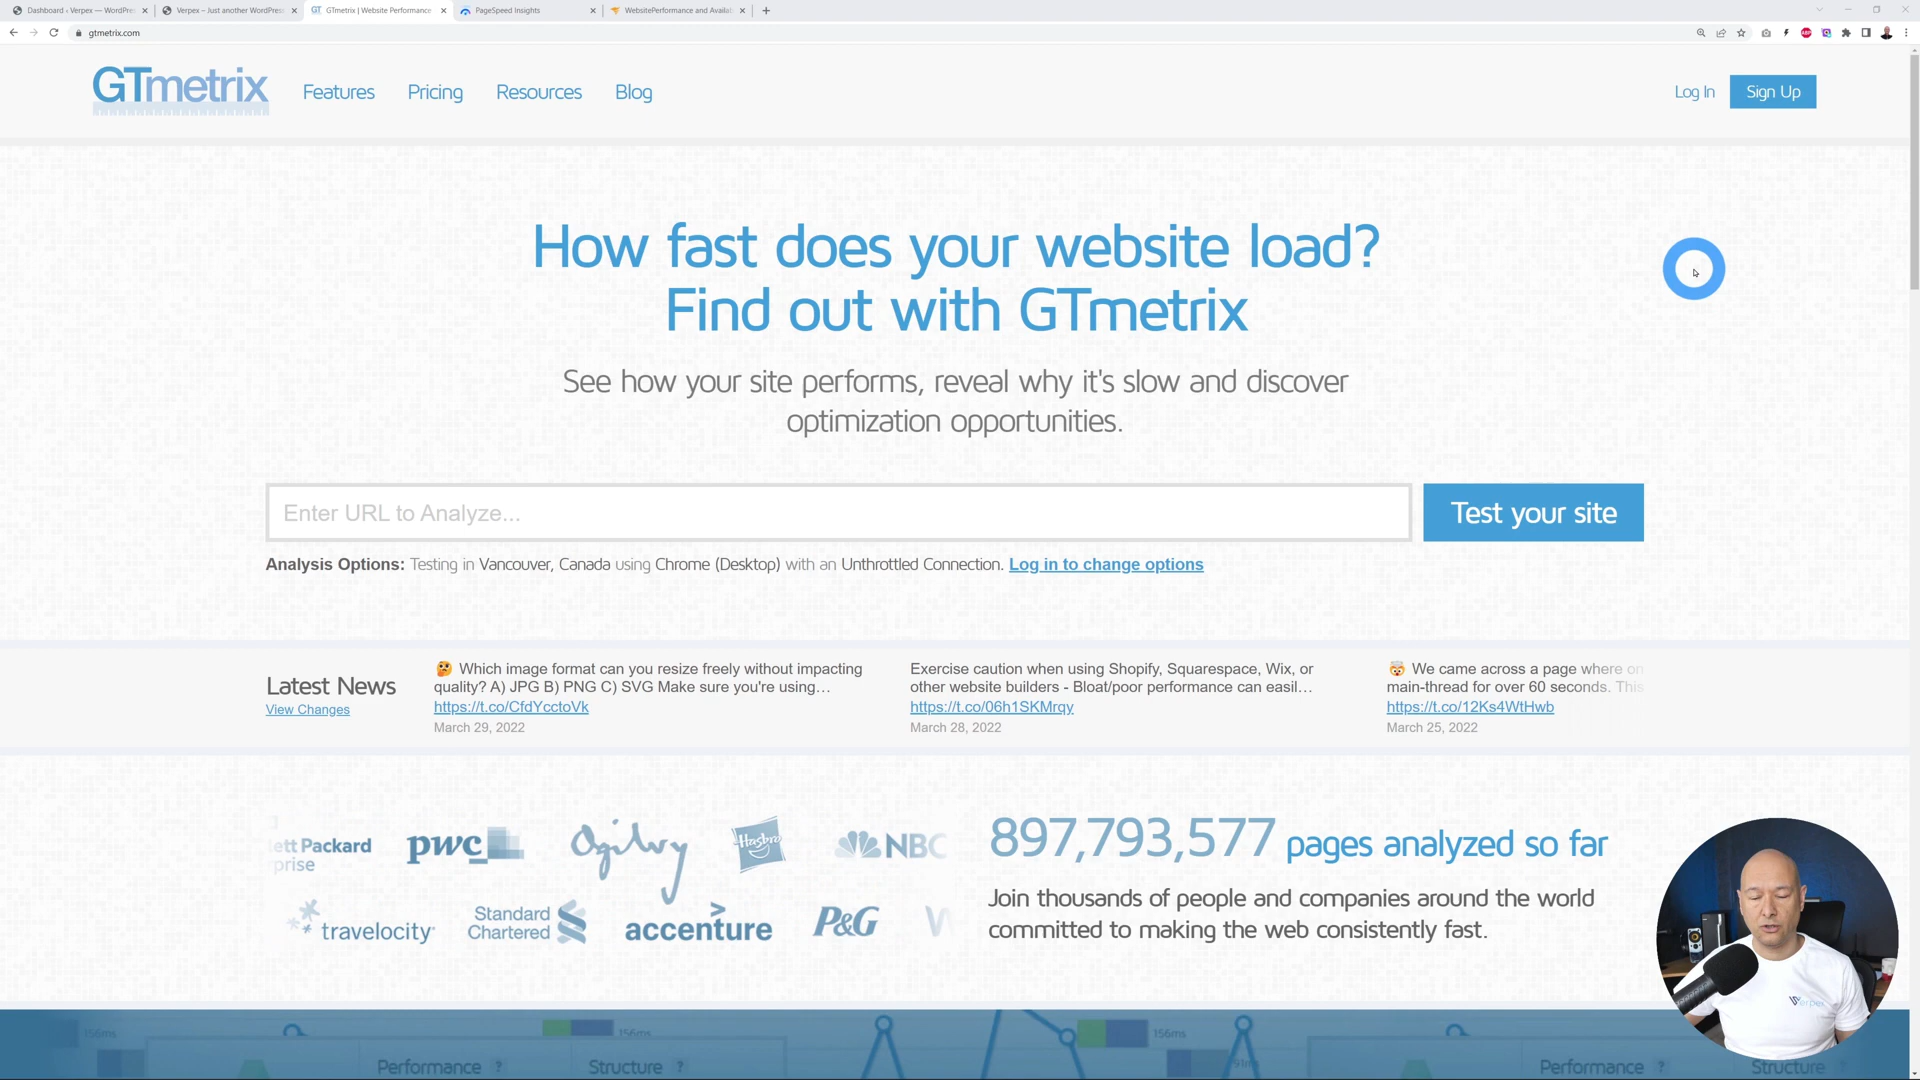 Dashboard ‹ Verpex — WordPre
Verpex – Just another WordPress
GTmetrix | Website Performance
PageSpeed Insights
WebsitePerformance and Availa
gtmetrix.com
GTmetrix
Features
Pricing
Resources
Blog
Log In
Sign Up
How fast does your website load?
Find out with GTmetrix
See how your site performs, reveal why it's slow and discover
optimization opportunities.
Enter URL to Analyze...
Test your site
Analysis Options: Testing in Vancouver, Canada using Chrome (Desktop) with an Unthrottled Connection. Log in to change options
Latest News
View Changes
🤔 Which image format can you resize freely without impacting
quality? A) JPG B) PNG C) SVG Make sure you're using…
https://t.co/CfdYcctoVk
March 29, 2022
Exercise caution when using Shopify, Squarespace, Wix, or
other website builders - Bloat/poor performance can easil…
https://t.co/06h1SKMrqy
March 28, 2022
🤯 We came across a page where on
main-thread for over 60 seconds. This
https://t.co/12Ks4WtHwb
March 25, 2022
ett Packard
prise
pwc
Ogilvy
Hasbro
NBC
travelocity
Standard
Chartered
accenture
P&G
897,793,577 pages analyzed so far
Join thousands of people and companies around the world
committed to making the web consistently fast.
Verpex
156ms
156ms
156ms
91ms
Performance ?
Structure ?
Performance ?
Structure ?